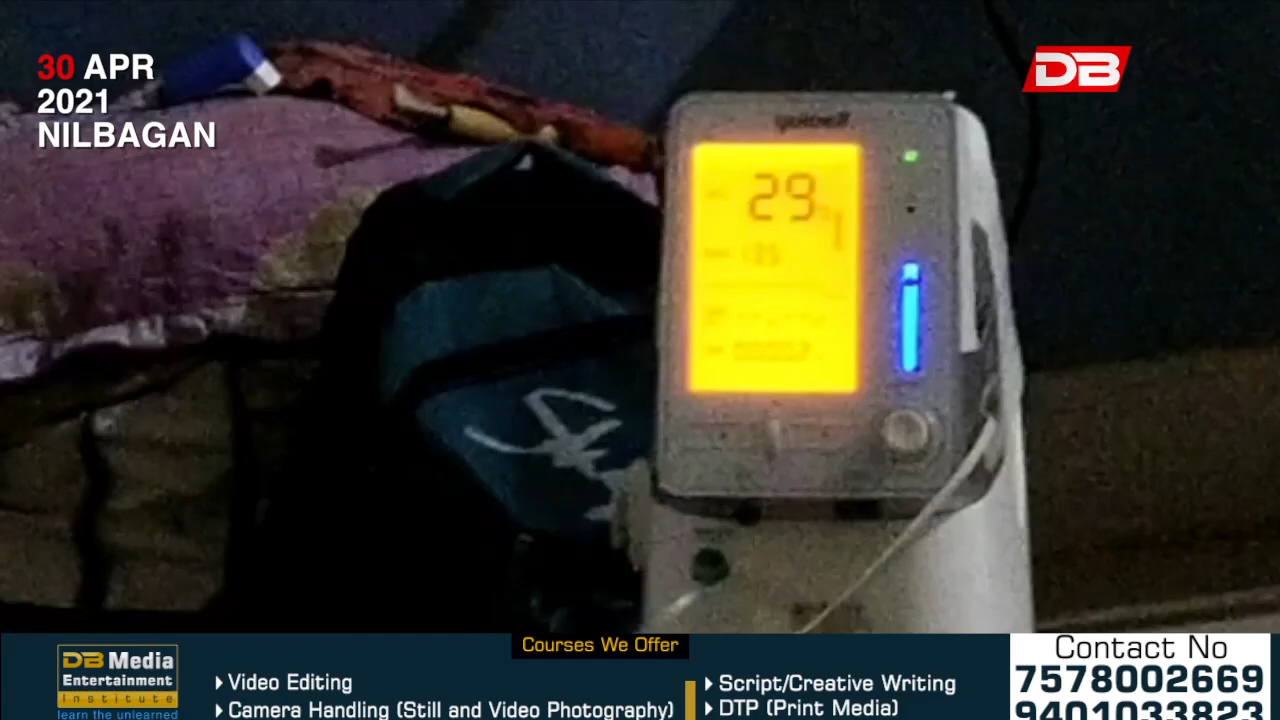 30 APR
2021
NILBAGAN
DB
29
Courses We Offer
DB Media
Entertainment
Institute
learn the unlearned
Video Editing
Camera Handling (Still and Video Photography)
Script/Creative Writing
DTP (Print Media)
Contact No
7578002669
9401033823